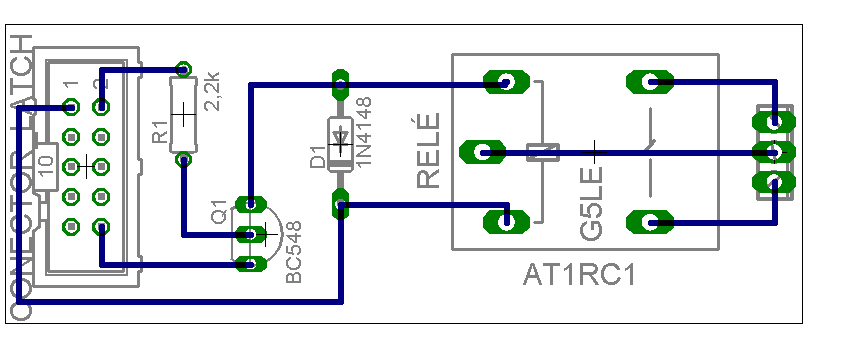 CONECTOR LATCH
1
2
10
R1
2,2k
Q1
BC548
D1
1N4148
RELÉ
G5LE
AT1RC1